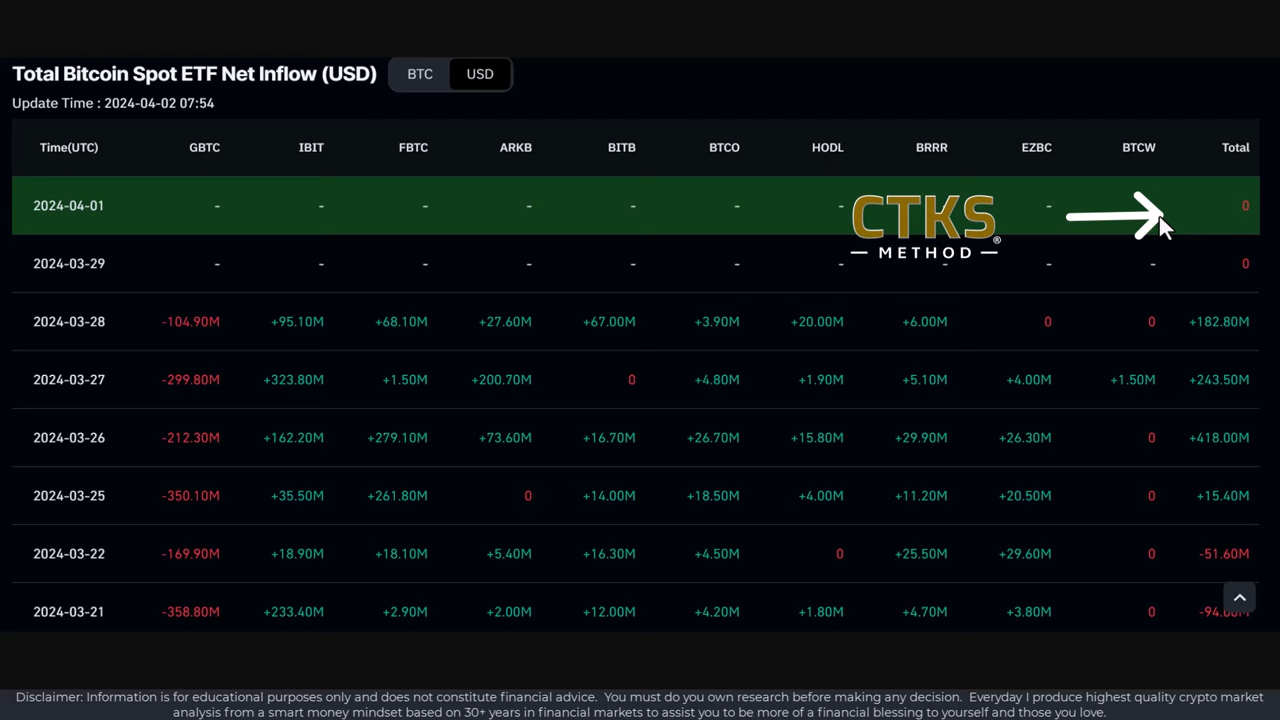 Total Bitcoin Spot ETF Net Inflow (USD) BTC USD
Update Time : 2024-04-02 07:54
Time(UTC) GBTC IBIT FBTC ARKB BITB BTCO HODL BRRR EZBC BTCW Total
2024-04-01 - - - - - - - - 0
CTKS
METHOD®
2024-03-29 - - - - - - - - - - 0
2024-03-28 -104.90M +95.10M +68.10M +27.60M +67.00M +3.90M +20.00M +6.00M 0 0 +182.80M
2024-03-27 -299.80M +323.80M +1.50M +200.70M 0 +4.80M +1.90M +5.10M +4.00M +1.50M +243.50M
2024-03-26 -212.30M +162.20M +279.10M +73.60M +16.70M +26.70M +15.80M +29.90M +26.30M 0 +418.00M
2024-03-25 -350.10M +35.50M +261.80M 0 +14.00M +18.50M +4.00M +11.20M +20.50M 0 +15.40M
2024-03-22 -169.90M +18.90M +18.10M +5.40M +16.30M +4.50M 0 +25.50M +29.60M 0 -51.60M
2024-03-21 -358.80M +233.40M +2.90M +2.00M +12.00M +4.20M +1.80M +4.70M +3.80M 0
Disclaimer: Information is for educational purposes only and does not constitute financial advice. You must do you own research before making any decision. Everyday I produce highest quality crypto market
analysis from a smart money mindset based on 30+ years in financial markets to assist you to be more of a financial blessing to yourself and those you love.